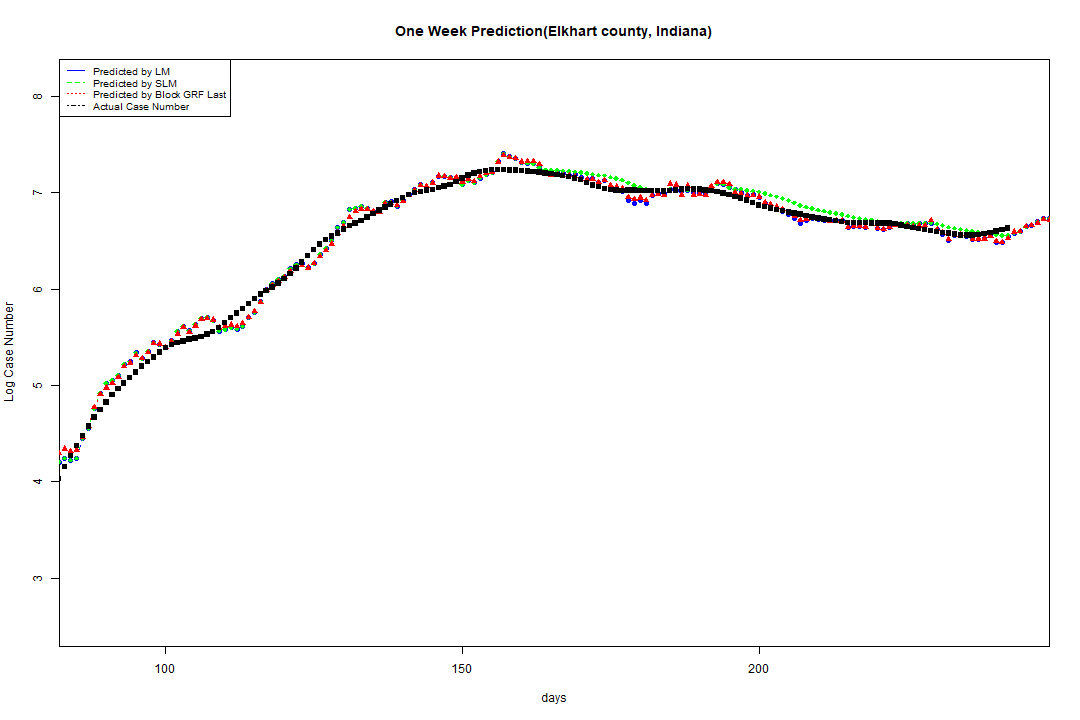 One Week Prediction(Elkhart county, Indiana)
Predicted by LM
Predicted by SLM
Predicted by Block GRF Last
Actual Case Number
8
7
6
5
4
3
Log Case Number
100 150 200
days